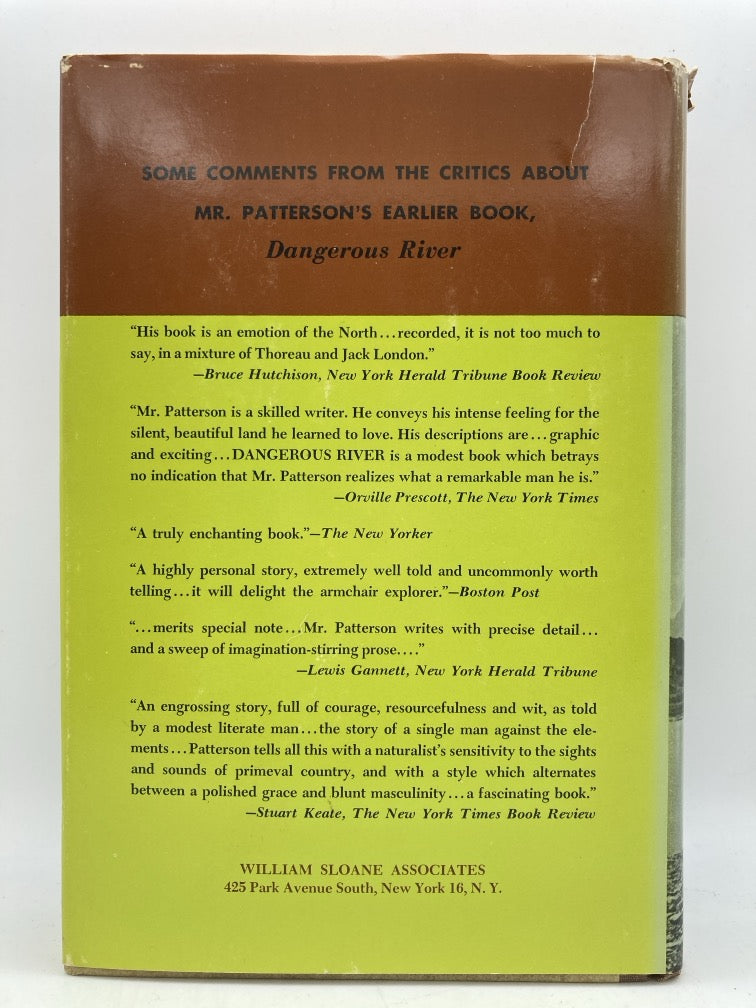 SOME COMMENTS FROM THE CRITICS ABOUT
MR. PATTERSON'S EARLIER BOOK,
Dangerous River
“His book is an emotion of the North...recorded, it is not too much to
say, in a mixture of Thoreau and Jack London.”
—Bruce Hutchison, New York Herald Tribune Book Review
“Mr. Patterson is a skilled writer. He conveys his intense feeling for the
silent, beautiful land he learned to love. His descriptions are...graphic
and exciting...DANGEROUS RIVER is a modest book which betrays
no indication that Mr. Patterson realizes what a remarkable man he is.”
—Orville Prescott, The New York Times
“A truly enchanting book.”—The New Yorker
“A highly personal story, extremely well told and uncommonly worth
telling...it will delight the armchair explorer.”—Boston Post
“...merits special note...Mr. Patterson writes with precise detail...
and a sweep of imagination-stirring prose....”
—Lewis Gannett, New York Herald Tribune
“An engrossing story, full of courage, resourcefulness and wit, as told
by a modest literate man...the story of a single man against the ele-
ments...Patterson tells all this with a naturalist's sensitivity to the sights
and sounds of primeval country, and with a style which alternates
between a polished grace and blunt masculinity...a fascinating book.”
—Stuart Keate, The New York Times Book Review
WILLIAM SLOANE ASSOCIATES
425 Park Avenue South, New York 16, N. Y.